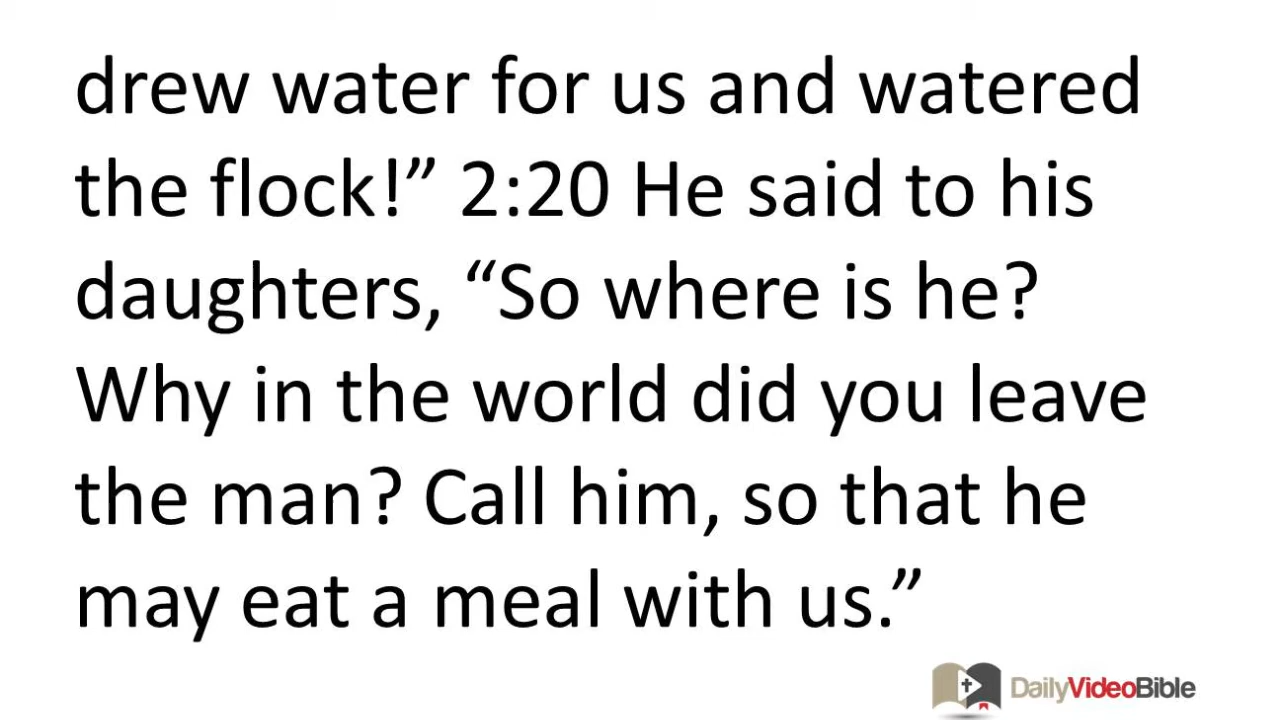 drew water for us and watered
the flock!” 2:20 He said to his
daughters, “So where is he?
Why in the world did you leave
the man? Call him, so that he
may eat a meal with us.”
DailyVideoBible